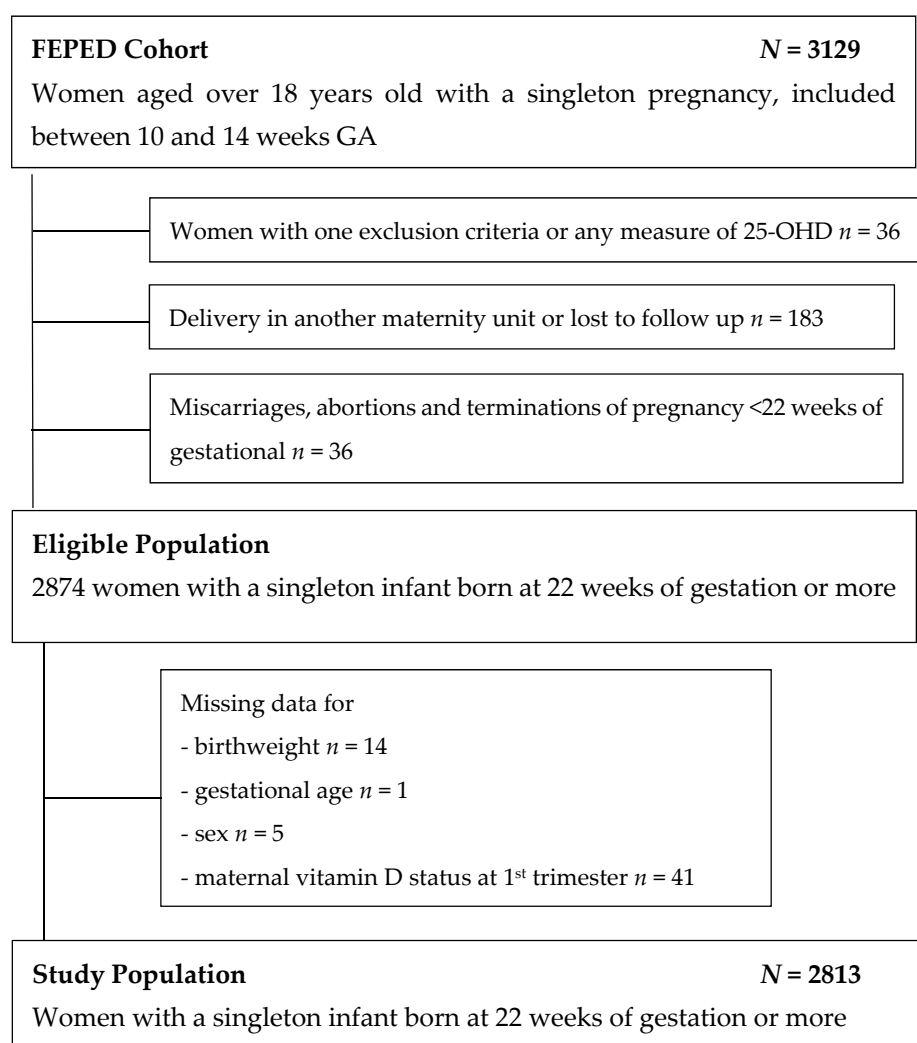 FEPED Cohort N = 3129
Women aged over 18 years old with a singleton pregnancy, included
between 10 and 14 weeks GA
Women with one exclusion criteria or any measure of 25-OHD n = 36
Delivery in another maternity unit or lost to follow up n = 183
Miscarriages, abortions and terminations of pregnancy <22 weeks of
gestational n = 36
Eligible Population
2874 women with a singleton infant born at 22 weeks of gestation or more
Missing data for
- birthweight n = 14
- gestational age n = 1
- sex n = 5
- maternal vitamin D status at 1st trimester n = 41
Study Population N = 2813
Women with a singleton infant born at 22 weeks of gestation or more